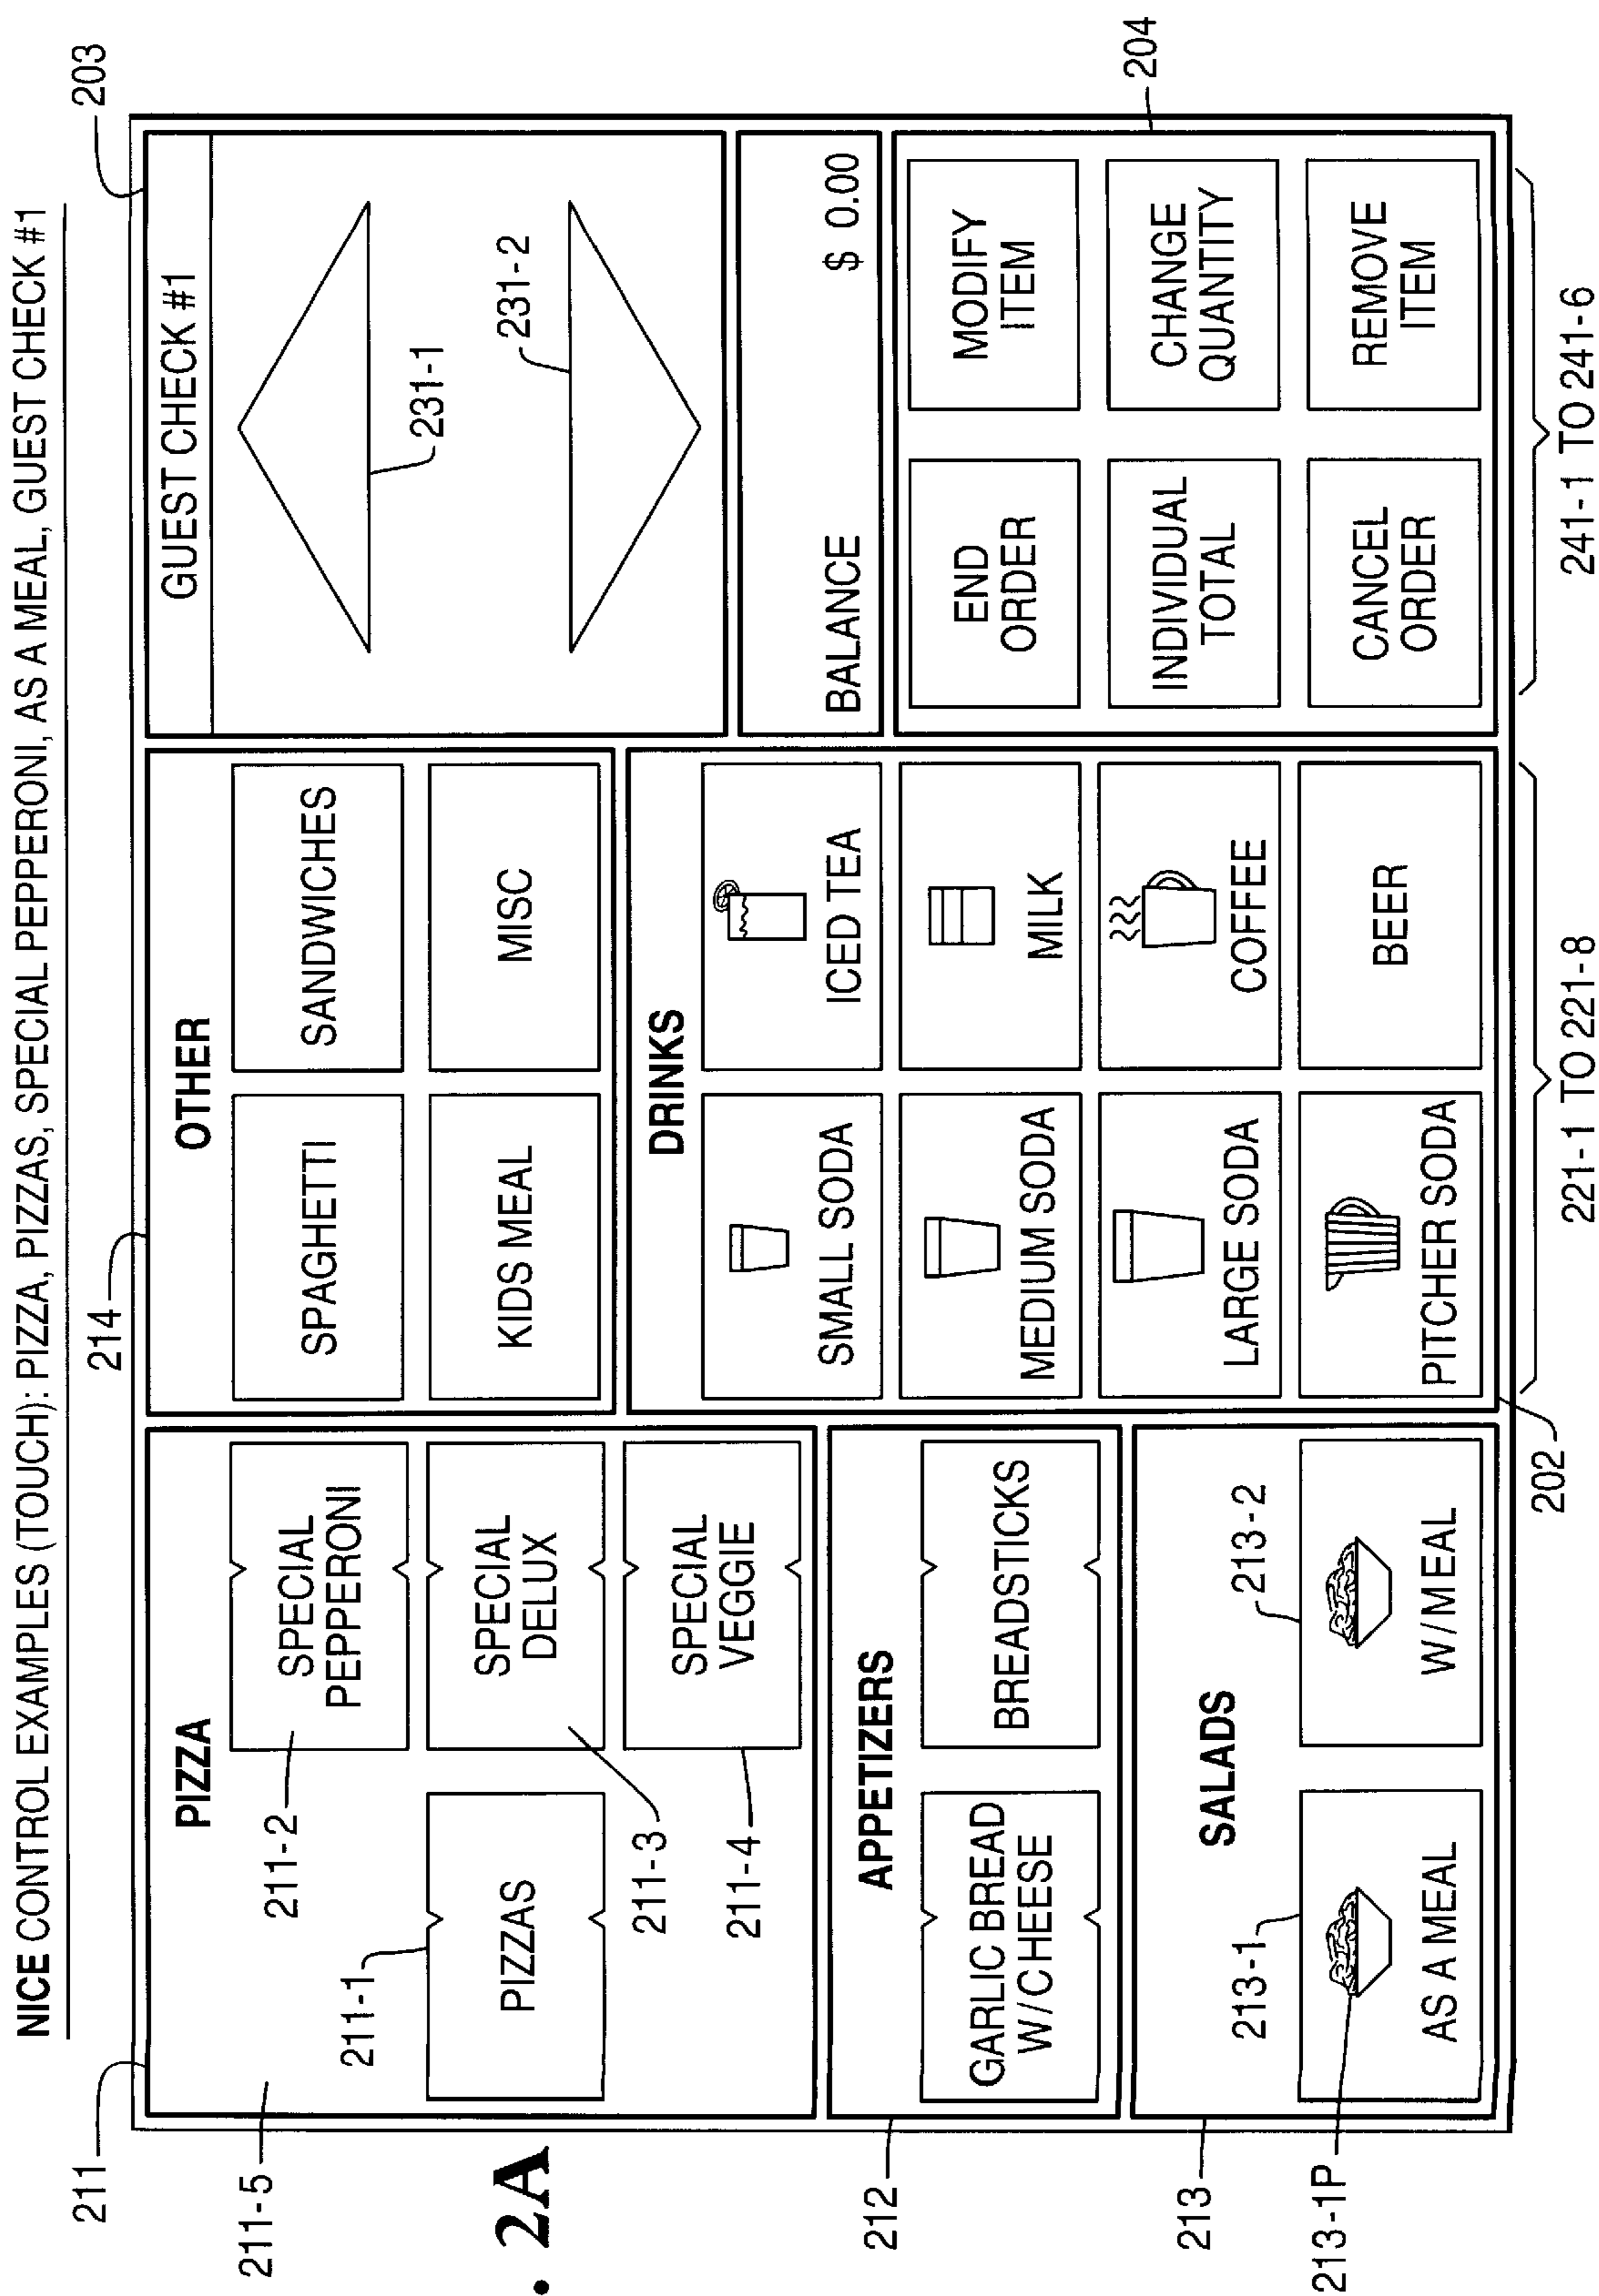 NICE CONTROL EXAMPLES (TOUCH): PIZZA, PIZZAS, SPECIAL PEPPERONI, AS A MEAL, GUEST CHECK #1
211
211-5
PIZZA
211-1
PIZZAS
211-2
SPECIAL
PEPPERONI
211-3
SPECIAL
DELUX
211-4
SPECIAL
VEGGIE
. 2A
212
APPETIZERS
GARLIC BREAD
W/CHEESE
BREADSTICKS
213
SALADS
213-1
213-1P
AS A MEAL
213-2
W/MEAL
214
OTHER
SPAGHETTI
SANDWICHES
KIDS MEAL
MISC
DRINKS
SMALL SODA
ICED TEA
MEDIUM SODA
MILK
LARGE SODA
COFFEE
PITCHER SODA
BEER
202
221-1 TO 221-8
203
GUEST CHECK #1
231-1
231-2
BALANCE $ 0.00
204
END
ORDER
MODIFY
ITEM
INDIVIDUAL
TOTAL
CHANGE
QUANTITY
CANCEL
ORDER
REMOVE
ITEM
241-1 TO 241-6